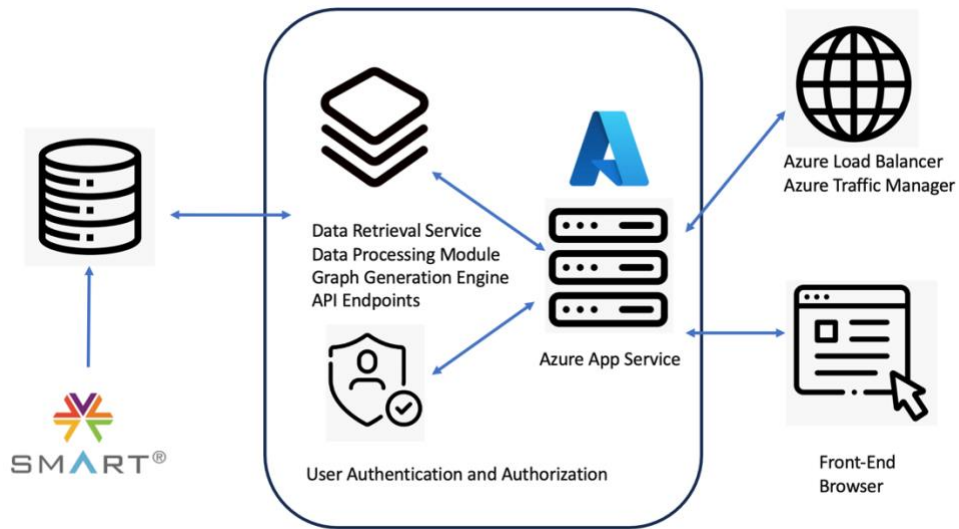 Azure Load Balancer
Azure Traffic Manager
Data Retrieval Service
Data Processing Module
Graph Generation Engine
API Endpoints
Azure App Service
SMART®
User Authentication and Authorization
Front-End
Browser